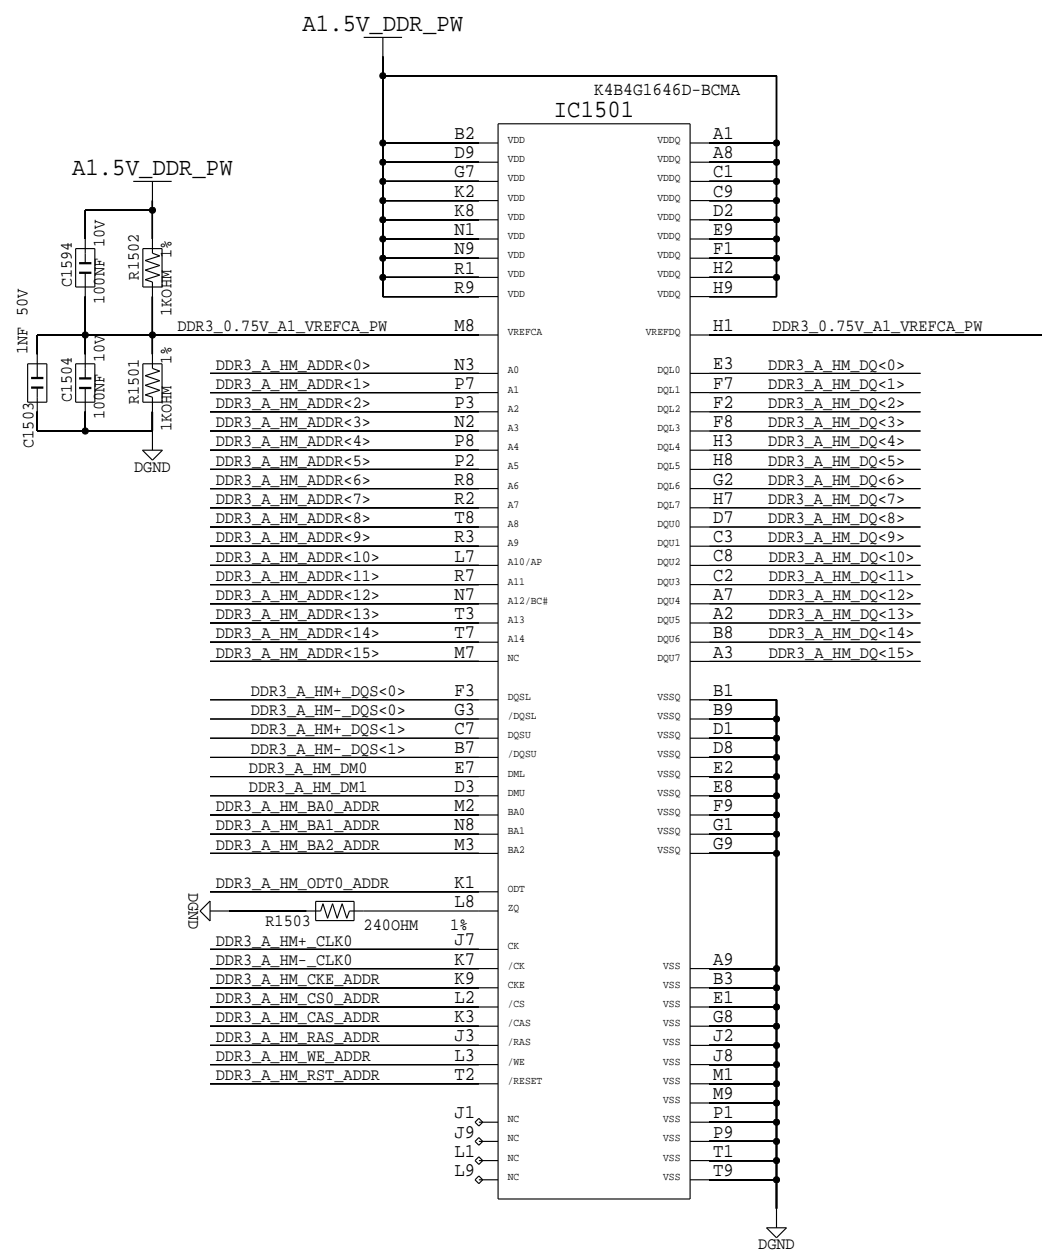 A1.5V_DDR_PW
K4B4G1646D-BCMA
IC1501
B2 VDD VDDQ A1
D9 VDD VDDQ A8
G7 VDD VDDQ C1
K2 VDD VDDQ C9
K8 VDD VDDQ D2
N1 VDD VDDQ E9
N9 VDD VDDQ F1
R1 VDD VDDQ H2
R9 VDD VDDQ H9
A1.5V_DDR_PW
C1594
100NF 10V
R1502
1KOHM 1%
1NF 50V
C1503
C1504
100NF 10V
R1501
1KOHM 1%
DGND
DDR3_0.75V_A1_VREFCA_PW M8 VREFCA VREFDQ H1 DDR3_0.75V_A1_VREFCA_PW
DDR3_A_HM_ADDR<0> N3 A0 DQL0 E3 DDR3_A_HM_DQ<0>
DDR3_A_HM_ADDR<1> P7 A1 DQL1 F7 DDR3_A_HM_DQ<1>
DDR3_A_HM_ADDR<2> P3 A2 DQL2 F2 DDR3_A_HM_DQ<2>
DDR3_A_HM_ADDR<3> N2 A3 DQL3 F8 DDR3_A_HM_DQ<3>
DDR3_A_HM_ADDR<4> P8 A4 DQL4 H3 DDR3_A_HM_DQ<4>
DDR3_A_HM_ADDR<5> P2 A5 DQL5 H8 DDR3_A_HM_DQ<5>
DDR3_A_HM_ADDR<6> R8 A6 DQL6 G2 DDR3_A_HM_DQ<6>
DDR3_A_HM_ADDR<7> R2 A7 DQL7 H7 DDR3_A_HM_DQ<7>
DDR3_A_HM_ADDR<8> T8 A8 DQU0 D7 DDR3_A_HM_DQ<8>
DDR3_A_HM_ADDR<9> R3 A9 DQU1 C3 DDR3_A_HM_DQ<9>
DDR3_A_HM_ADDR<10> L7 A10/AP DQU2 C8 DDR3_A_HM_DQ<10>
DDR3_A_HM_ADDR<11> R7 A11 DQU3 C2 DDR3_A_HM_DQ<11>
DDR3_A_HM_ADDR<12> N7 A12/BC# DQU4 A7 DDR3_A_HM_DQ<12>
DDR3_A_HM_ADDR<13> T3 A13 DQU5 A2 DDR3_A_HM_DQ<13>
DDR3_A_HM_ADDR<14> T7 A14 DQU6 B8 DDR3_A_HM_DQ<14>
DDR3_A_HM_ADDR<15> M7 NC DQU7 A3 DDR3_A_HM_DQ<15>
DDR3_A_HM+_DQS<0> F3 DQSL VSSQ B1
DDR3_A_HM-_DQS<0> G3 /DQSL VSSQ B9
DDR3_A_HM+_DQS<1> C7 DQSU VSSQ D1
DDR3_A_HM-_DQS<1> B7 /DQSU VSSQ D8
DDR3_A_HM_DM0 E7 DML VSSQ E2
DDR3_A_HM_DM1 D3 DMU VSSQ E8
DDR3_A_HM_BA0_ADDR M2 BA0 VSSQ F9
DDR3_A_HM_BA1_ADDR N8 BA1 VSSQ G1
DDR3_A_HM_BA2_ADDR M3 BA2 VSSQ G9
DDR3_A_HM_ODT0_ADDR K1 ODT
DGND L8 ZQ
R1503 240OHM 1%
DDR3_A_HM+_CLK0 J7 CK
DDR3_A_HM-_CLK0 K7 /CK VSS A9
DDR3_A_HM_CKE_ADDR K9 CKE VSS B3
DDR3_A_HM_CS0_ADDR L2 /CS VSS E1
DDR3_A_HM_CAS_ADDR K3 /CAS VSS G8
DDR3_A_HM_RAS_ADDR J3 /RAS VSS J2
DDR3_A_HM_WE_ADDR L3 /WE VSS J8
DDR3_A_HM_RST_ADDR T2 /RESET VSS M1
VSS M9
J1 NC VSS P1
J9 NC VSS P9
L1 NC VSS T1
L9 NC VSS T9
DGND